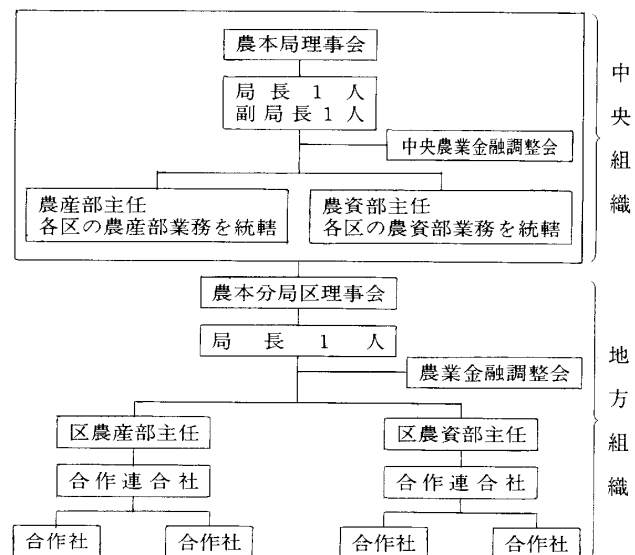 農本局理事会
局長1人
副局長1人
中央農業金融調整会
農産部主任
各区の農産部業務を統轄
農資部主任
各区の農資部業務を統轄
中央組織
農本分局区理事会
局長1人
農業金融調整会
区農産部主任
区農資部主任
合作連合社
合作連合社
合作社
合作社
合作社
合作社
地方組織